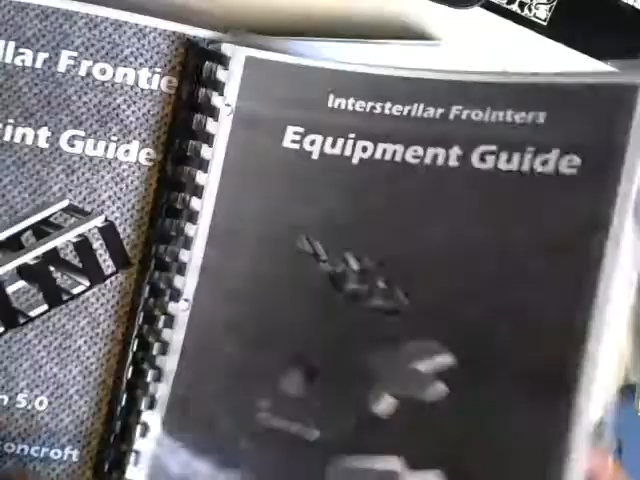 llar Frontie
int Guide
n 5.0
oncroft
Intersterllar Frointers
Equipment Guide